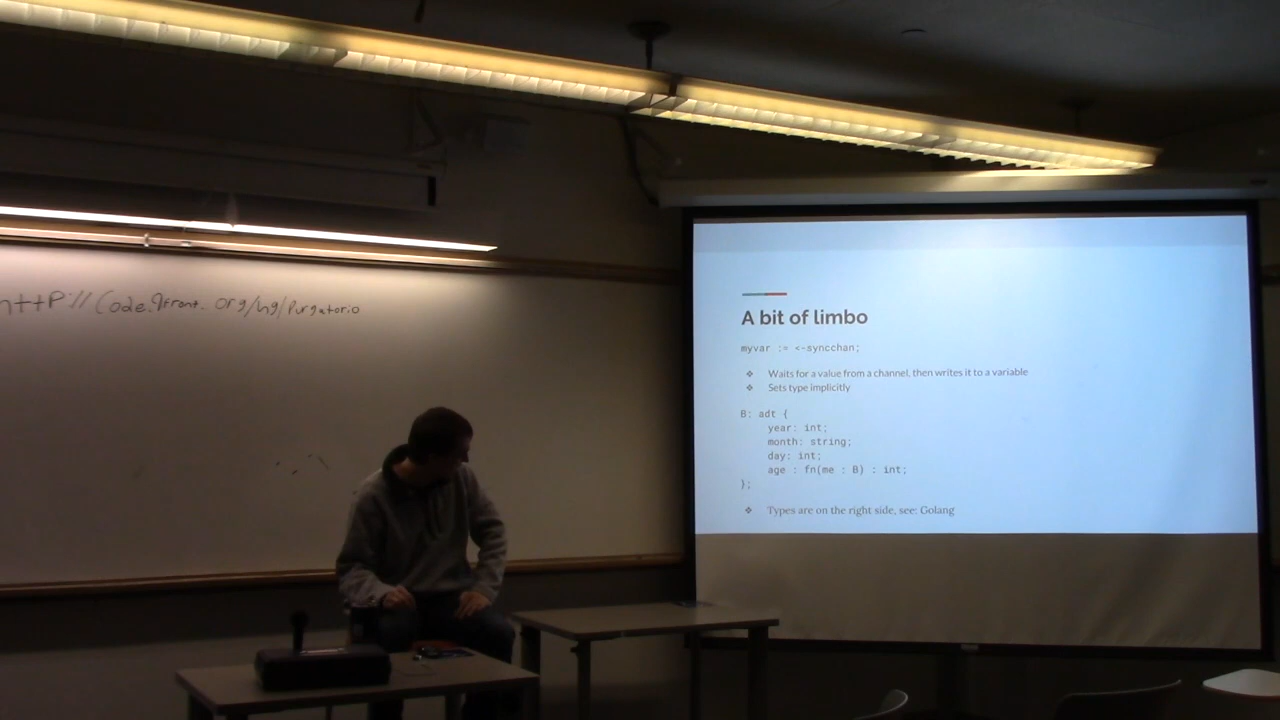 http://Code.9front.org/hg/Purgatorio
A bit of limbo
myvar := <-syncchan;
❖ Waits for a value from a channel, then writes it to a variable
❖ Sets type implicitly
B: adt {
year: int;
month: string;
day: int;
age : fn(me : B) : int;
};
❖ Types are on the right side, see: Golang